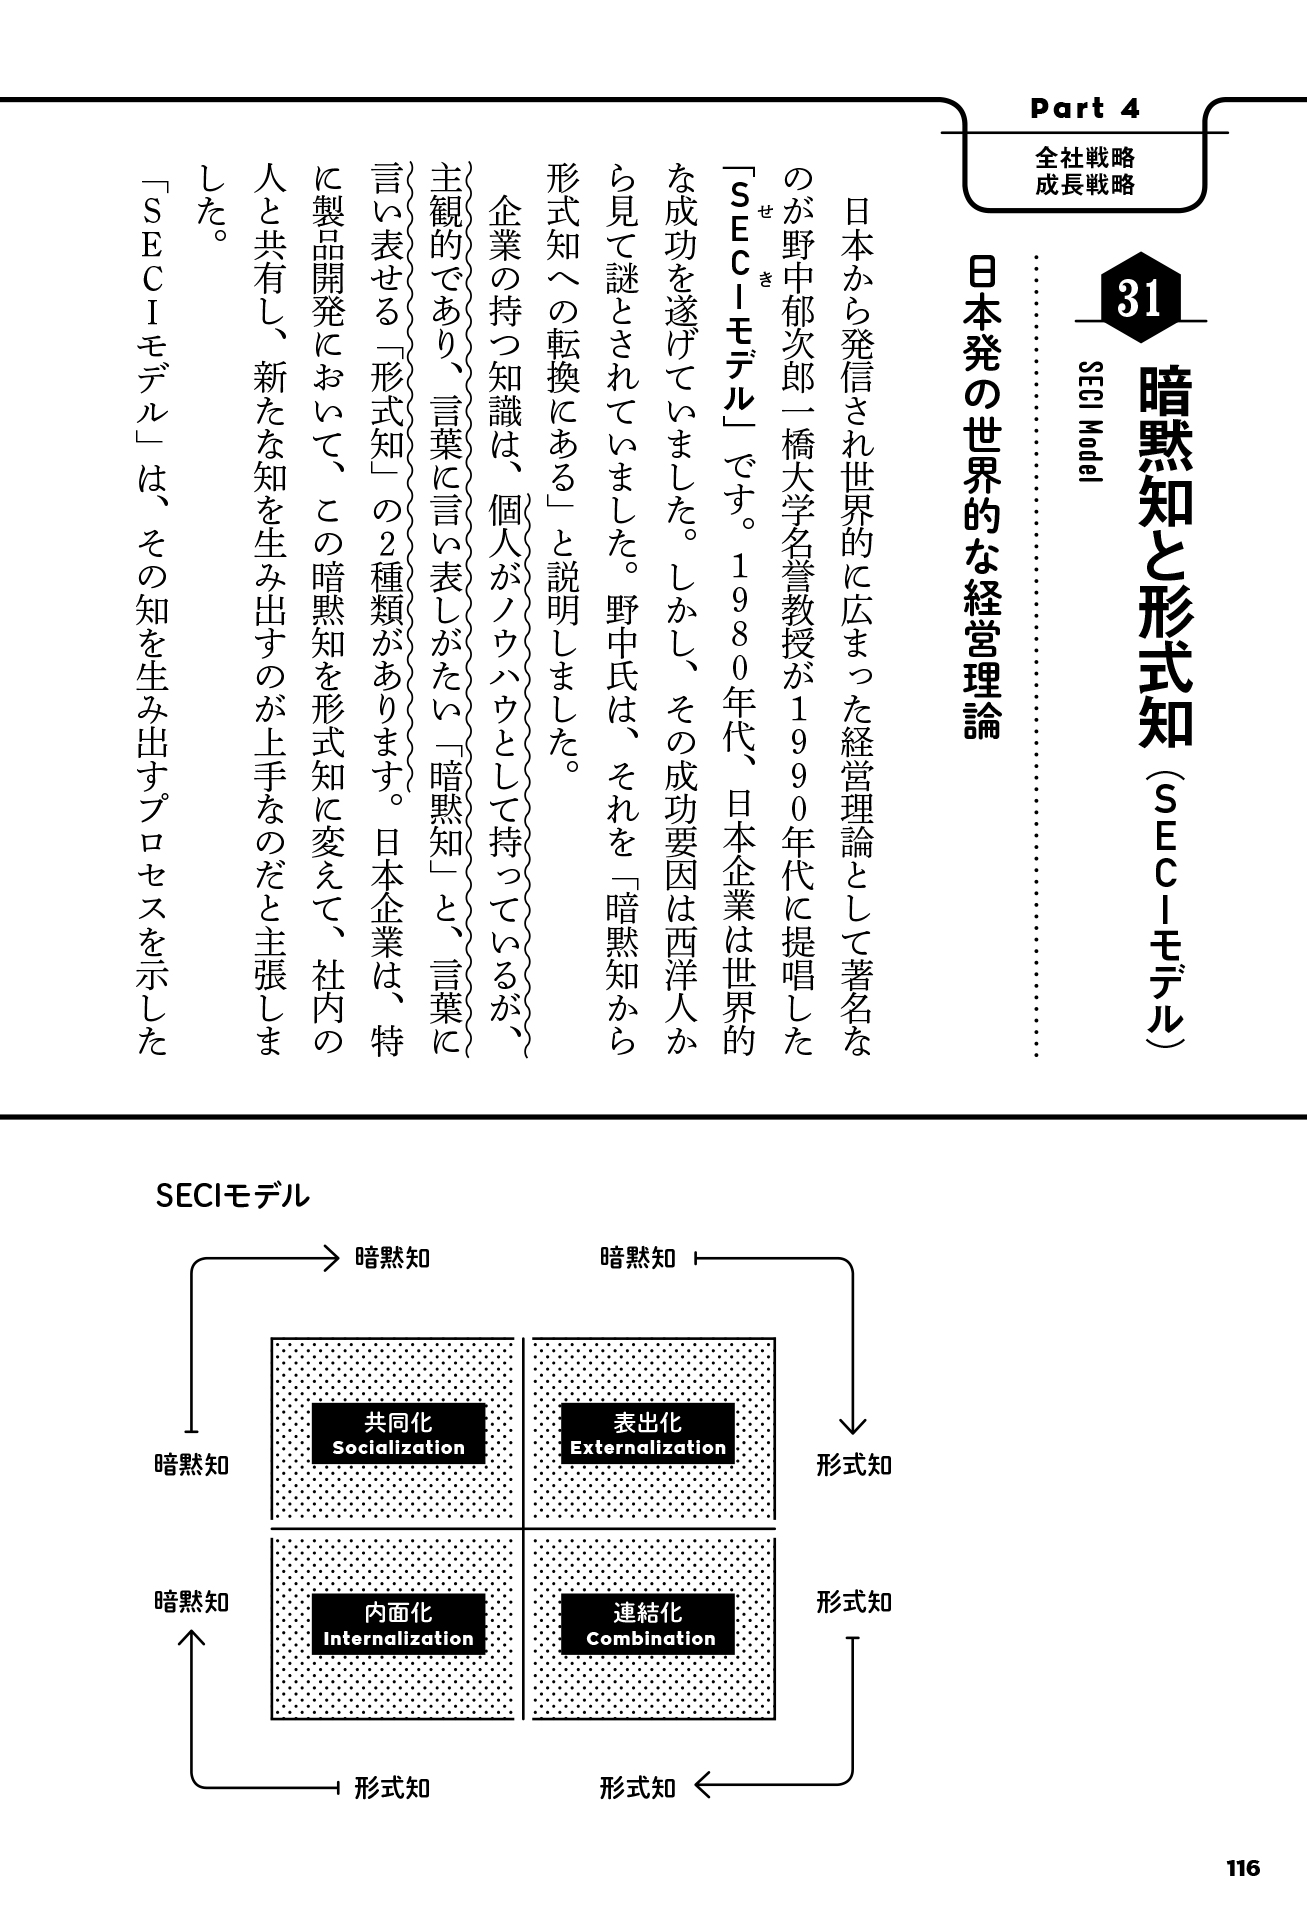 Part 4
全社戦略
成長戦略
31
暗黙知と形式知（SECIモデル）
SECI Model
日本発の世界的な経営理論
日本から発信され世界的に広まった経営理論として著名な
のが野中郁次郎一橋大学名誉教授が1990年代に提唱した
せき
「SECIモデル」です。1980年代、日本企業は世界的
な成功を遂げていました。しかし、その成功要因は西洋人か
ら見て謎とされていました。野中氏は、それを「暗黙知から
形式知への転換にある」と説明しました。
企業の持つ知識は、個人がノウハウとして持っているが、
主観的であり、言葉に言い表しがたい「暗黙知」と、言葉に
言い表せる「形式知」の2種類があります。日本企業は、特
に製品開発において、この暗黙知を形式知に変えて、社内の
人と共有し、新たな知を生み出すのが上手なのだと主張しま
した。
「SECIモデル」は、その知を生み出すプロセスを示した
SECIモデル
暗黙知
暗黙知
共同化
Socialization
表出化
Externalization
暗黙知
形式知
暗黙知
形式知
内面化
Internalization
連結化
Combination
形式知
形式知
116